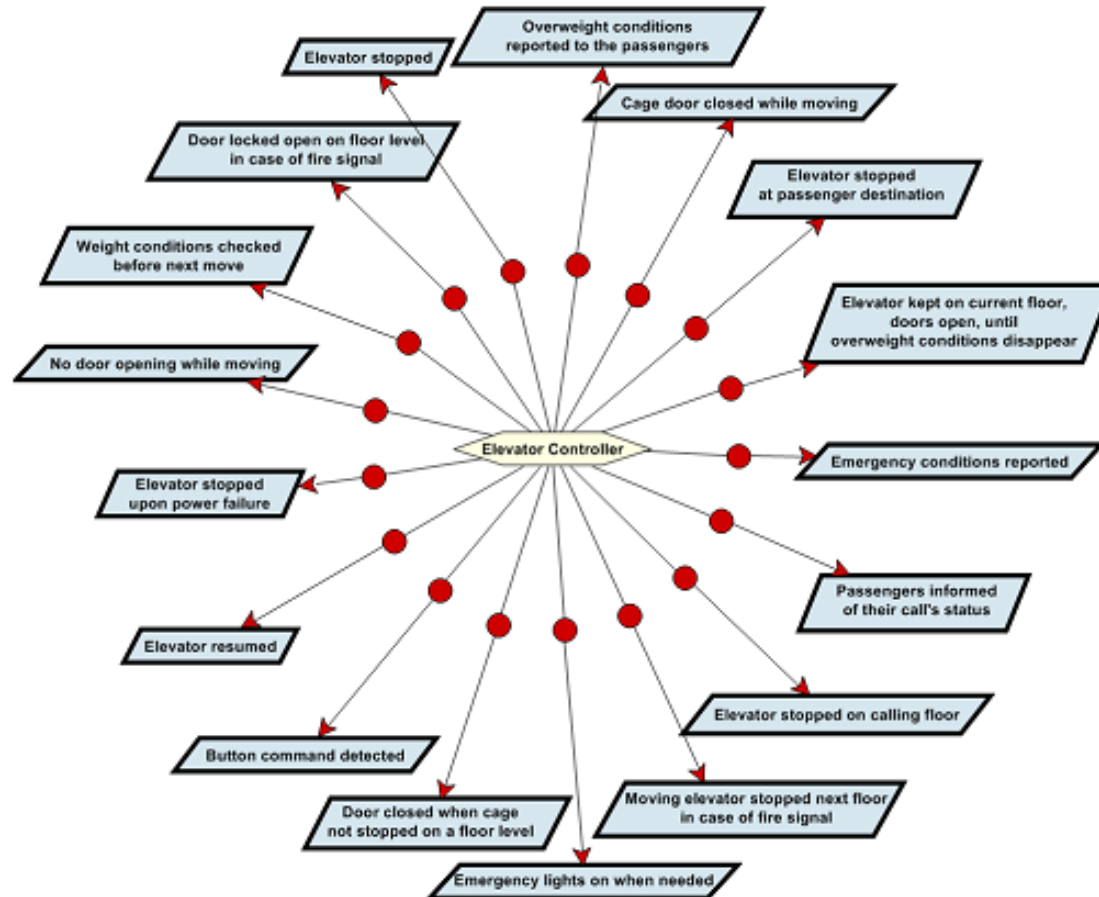 Overweight conditions
reported to the passengers
Elevator stopped
Cage door closed while moving
Door locked open on floor level
in case of fire signal
Elevator stopped
at passenger destination
Weight conditions checked
before next move
Elevator kept on current floor,
doors open, until
overweight conditions disappear
No door opening while moving
Elevator Controller
Emergency conditions reported
Elevator stopped
upon power failure
Passengers informed
of their call's status
Elevator resumed
Elevator stopped on calling floor
Button command detected
Moving elevator stopped next floor
in case of fire signal
Door closed when cage
not stopped on a floor level
Emergency lights on when needed